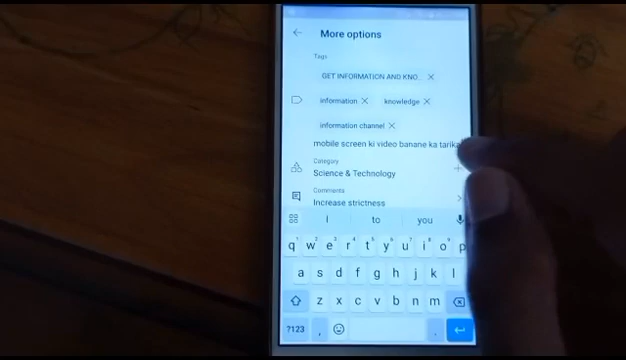 More options
Tags
GET INFORMATION AND KNO..
information knowledge
information channel
mobile screen ki video banane ka tarika
Category
Science & Technology
Comments
Increase strictness
i to you
q w e r t y u i o p
a s d f g h j k l
z x c v b n m
?123 , .